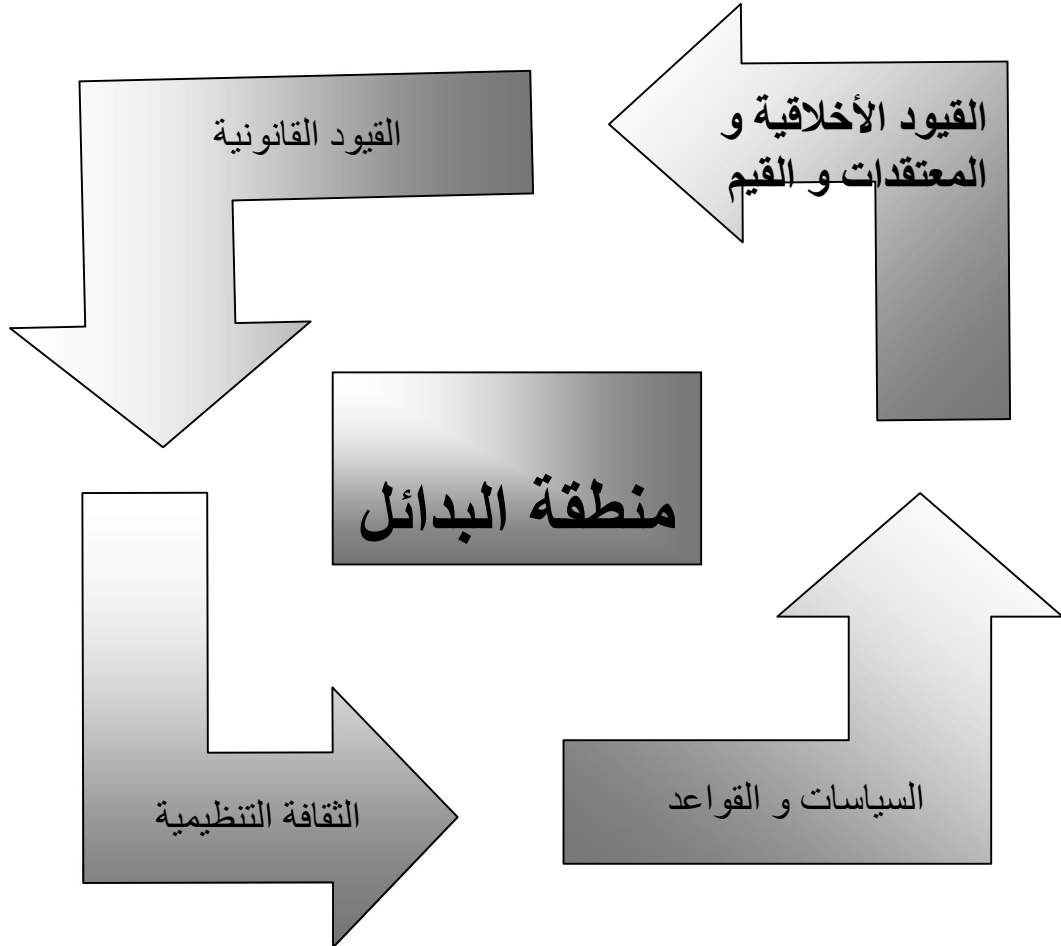 القيود الأخلاقية و
المعتقدات و القيم
القيود القانونية
منطقة البدائل
السياسات و القواعد
الثقافة التنظيمية